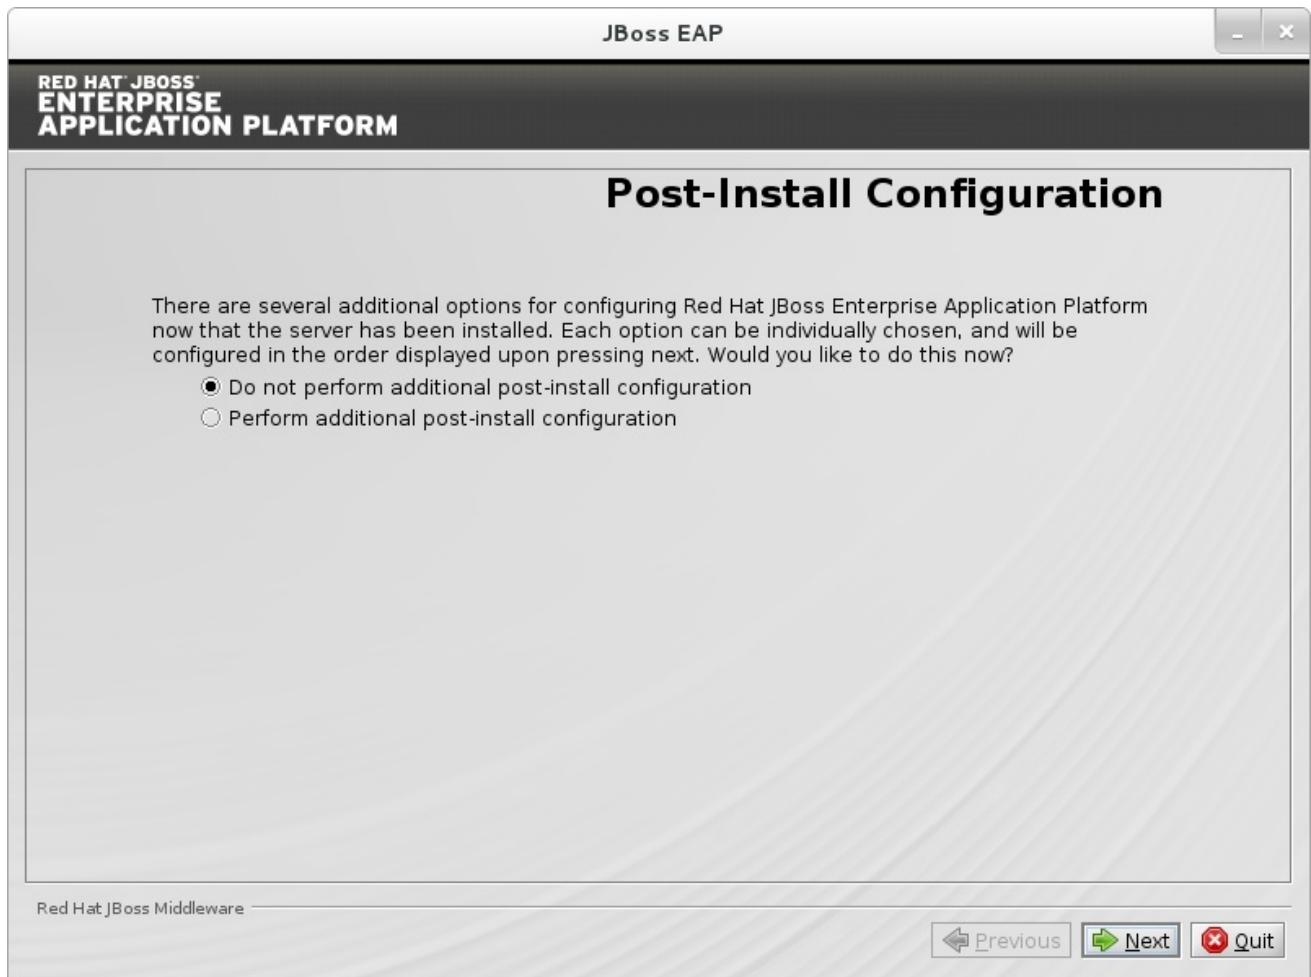 JBoss EAP
RED HAT JBOSS
ENTERPRISE
APPLICATION PLATFORM
Post-Install Configuration
There are several additional options for configuring Red Hat JBoss Enterprise Application Platform
now that the server has been installed. Each option can be individually chosen, and will be
configured in the order displayed upon pressing next. Would you like to do this now?
Do not perform additional post-install configuration
Perform additional post-install configuration
Red Hat JBoss Middleware
Previous
Next
Quit